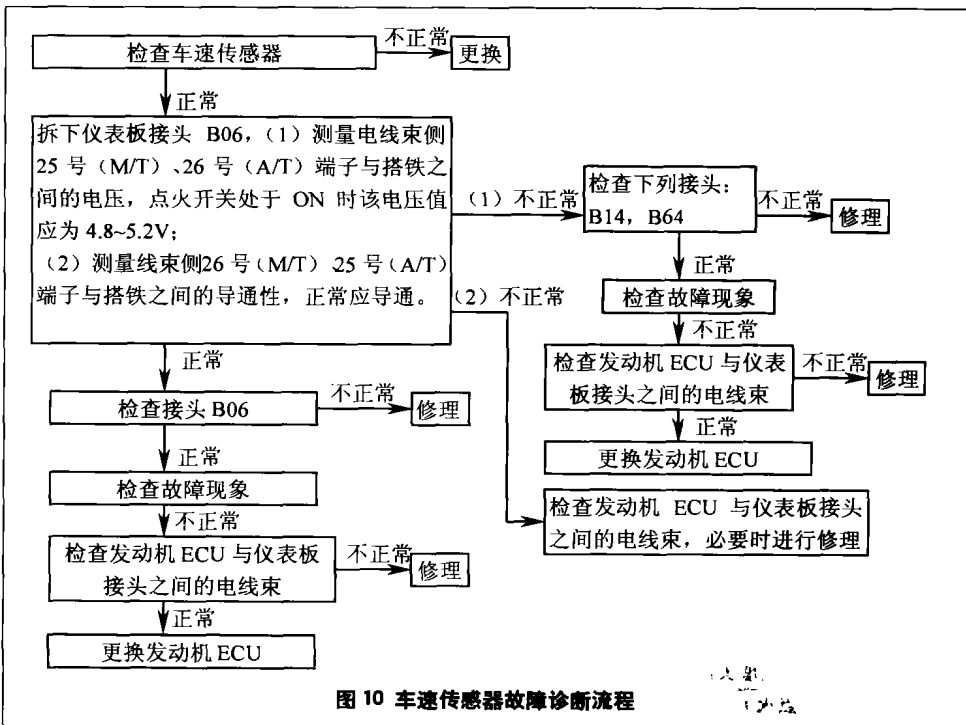 检查车速传感器
不正常
更换
正常
拆下仪表板接头 B06,(1)测量电线束侧
25 号(M/T)、26 号(A/T)端子与搭铁之
间的电压,点火开关处于 ON 时该电压值
应为 4.8~5.2V;
(2)测量线束侧26 号(M/T)、25 号(A/T)
端子与搭铁之间的导通性,正常应导通。
(1)不正常
检查下列接头:
B14,B64
不正常
修理
正常
检查故障现象
不正常
检查发动机 ECU 与仪表
板接头之间的电线束
不正常
修理
正常
更换发动机 ECU
(2)不正常
检查发动机 ECU 与仪表板接头
之间的电线束,必要时进行修理
正常
检查接头 B06
不正常
修理
正常
检查故障现象
不正常
检查发动机 ECU 与仪表板
接头之间的电线束
不正常
修理
正常
更换发动机 ECU
图 10 车速传感器故障诊断流程